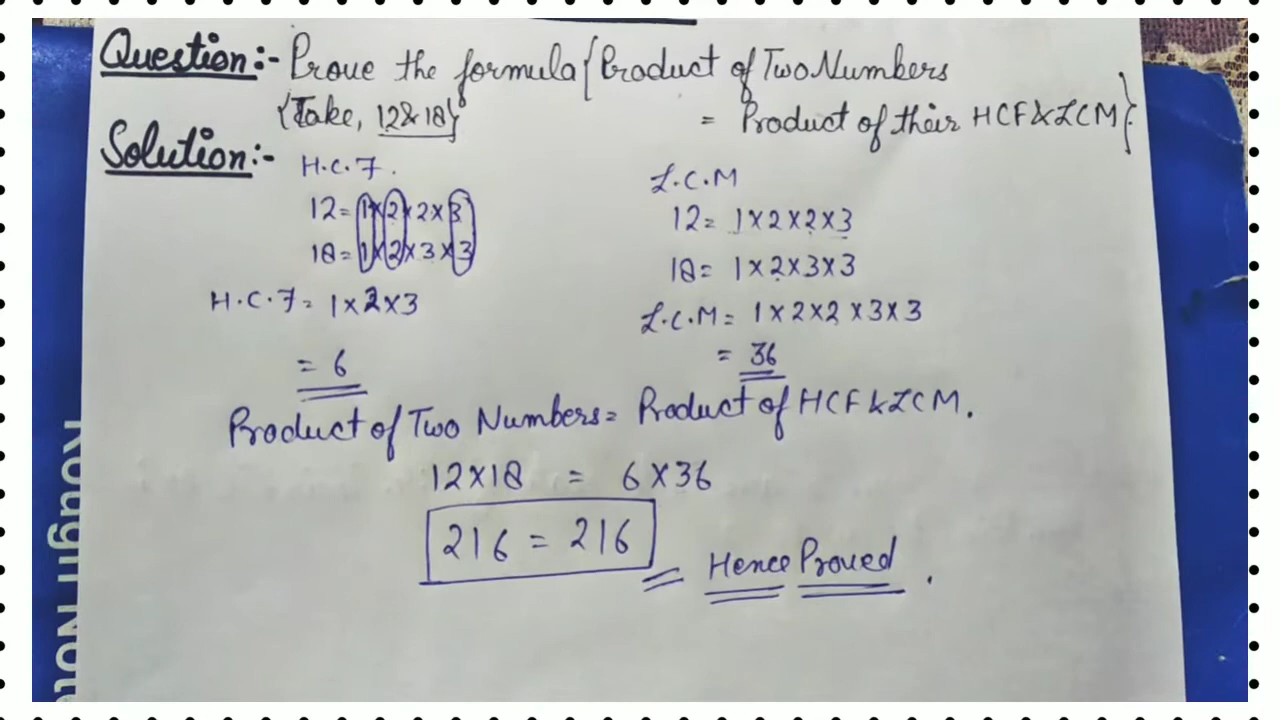 Question:- Prove the formula {Product of Two Numbers
{Take, 12&18} = Product of their HCF & LCM}
Solution:-
H.C.F.
12 = 1×2×2×3
18 = 1×2×3×3
H.C.F = 1×2×3
= 6
L.C.M
12 = 1×2×2×3
18 = 1×2×3×3
L.C.M = 1×2×2×3×3
= 36
Product of Two Numbers = Product of HCF & LCM.
12×18 = 6×36
216 = 216
Hence Proved.
Rough Note